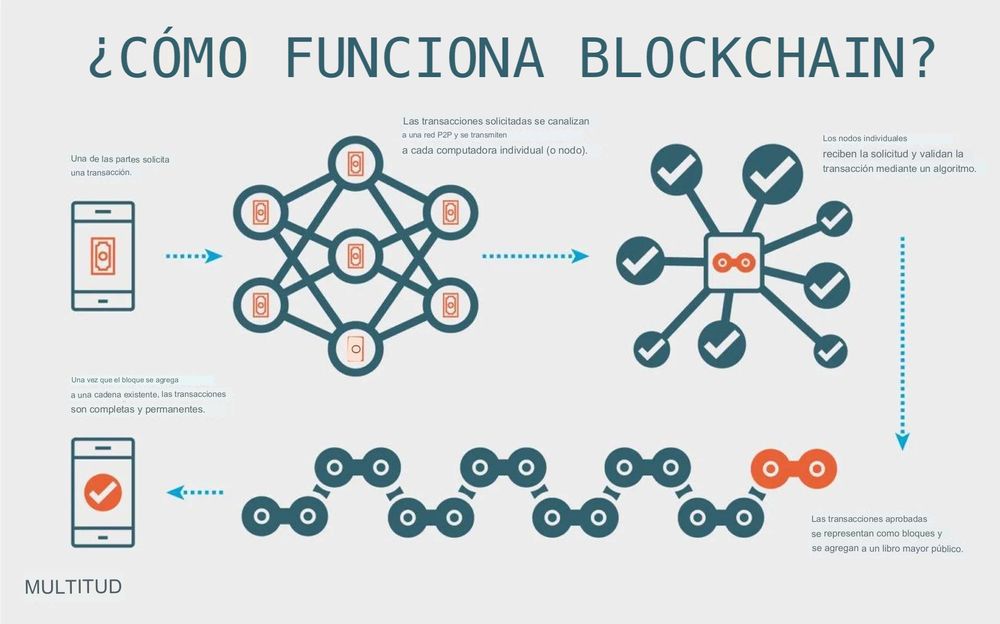 ¿CÓMO FUNCIONA BLOCKCHAIN?
Una de las partes solicita
una transacción.
Las transacciones solicitadas se canalizan
a una red P2P y se transmiten
a cada computadora individual (o nodo).
Los nodos individuales
reciben la solicitud y validan la
transacción mediante un algoritmo.
Las transacciones aprobadas
se representan como bloques y
se agregan a un libro mayor público.
Una vez que el bloque se agrega
a una cadena existente, las transacciones
son completas y permanentes.
MULTITUD